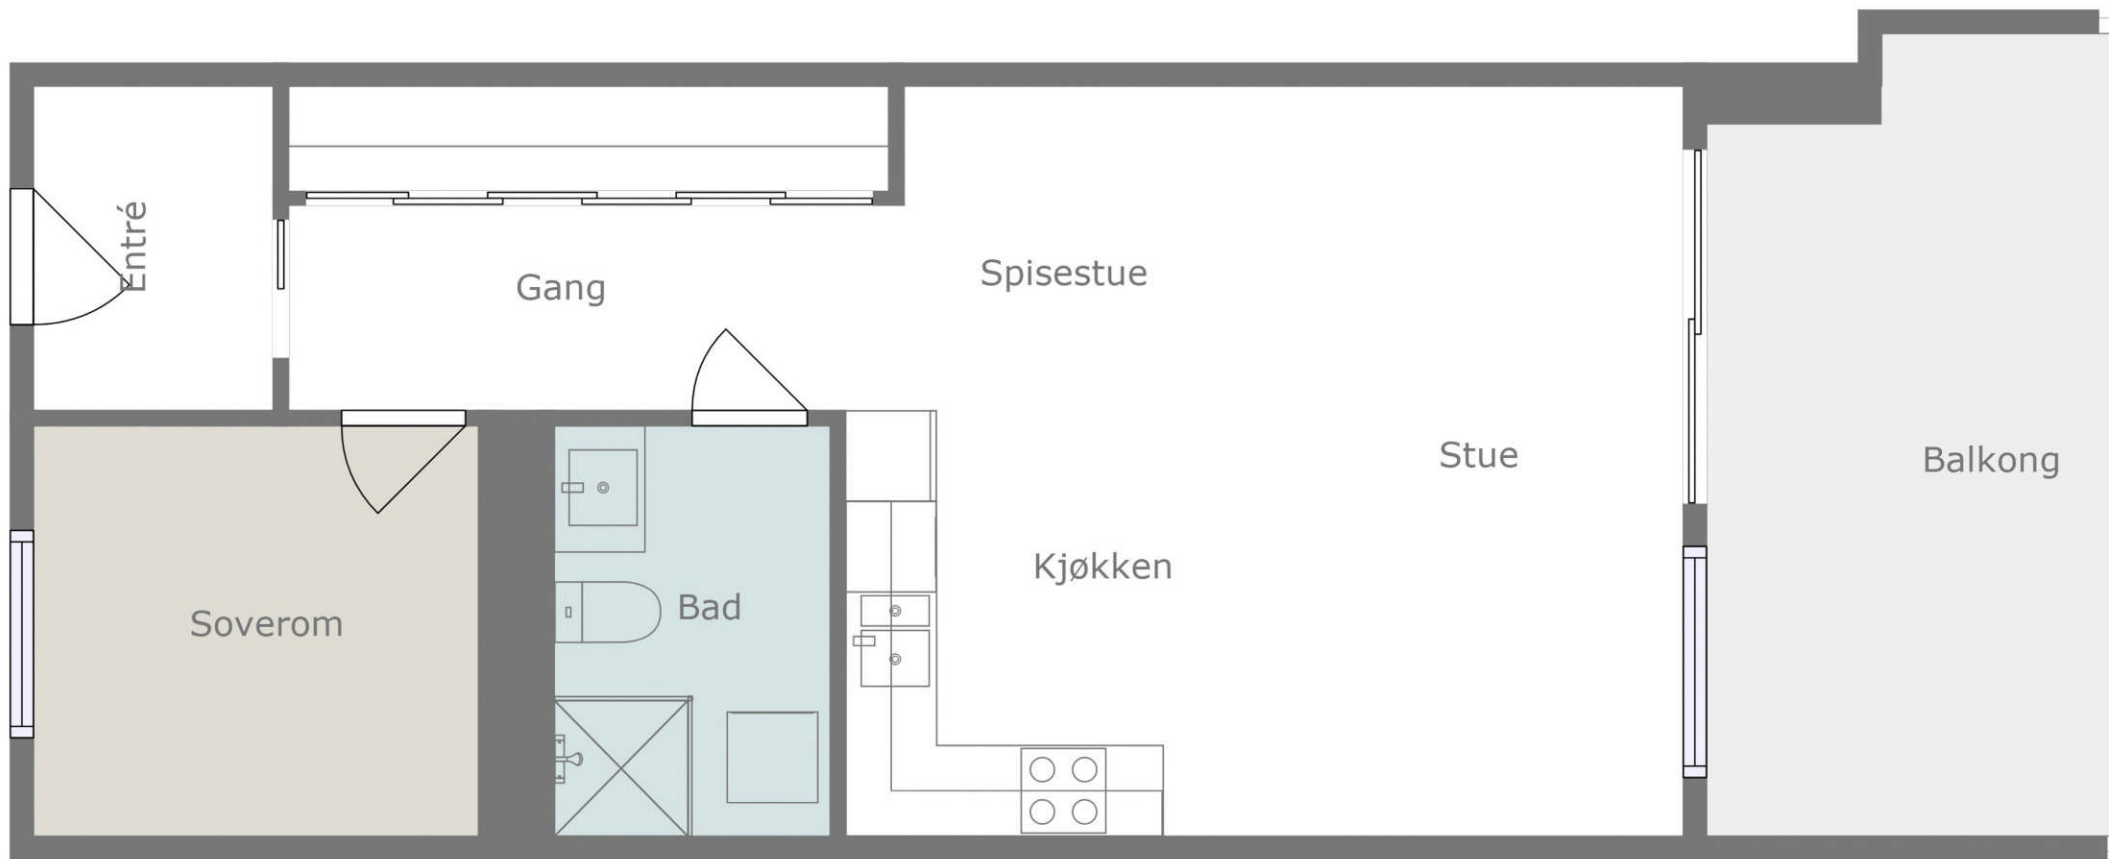 Entré
Gang
Spisestue
Stue
Balkong
Kjøkken
Bad
Soverom